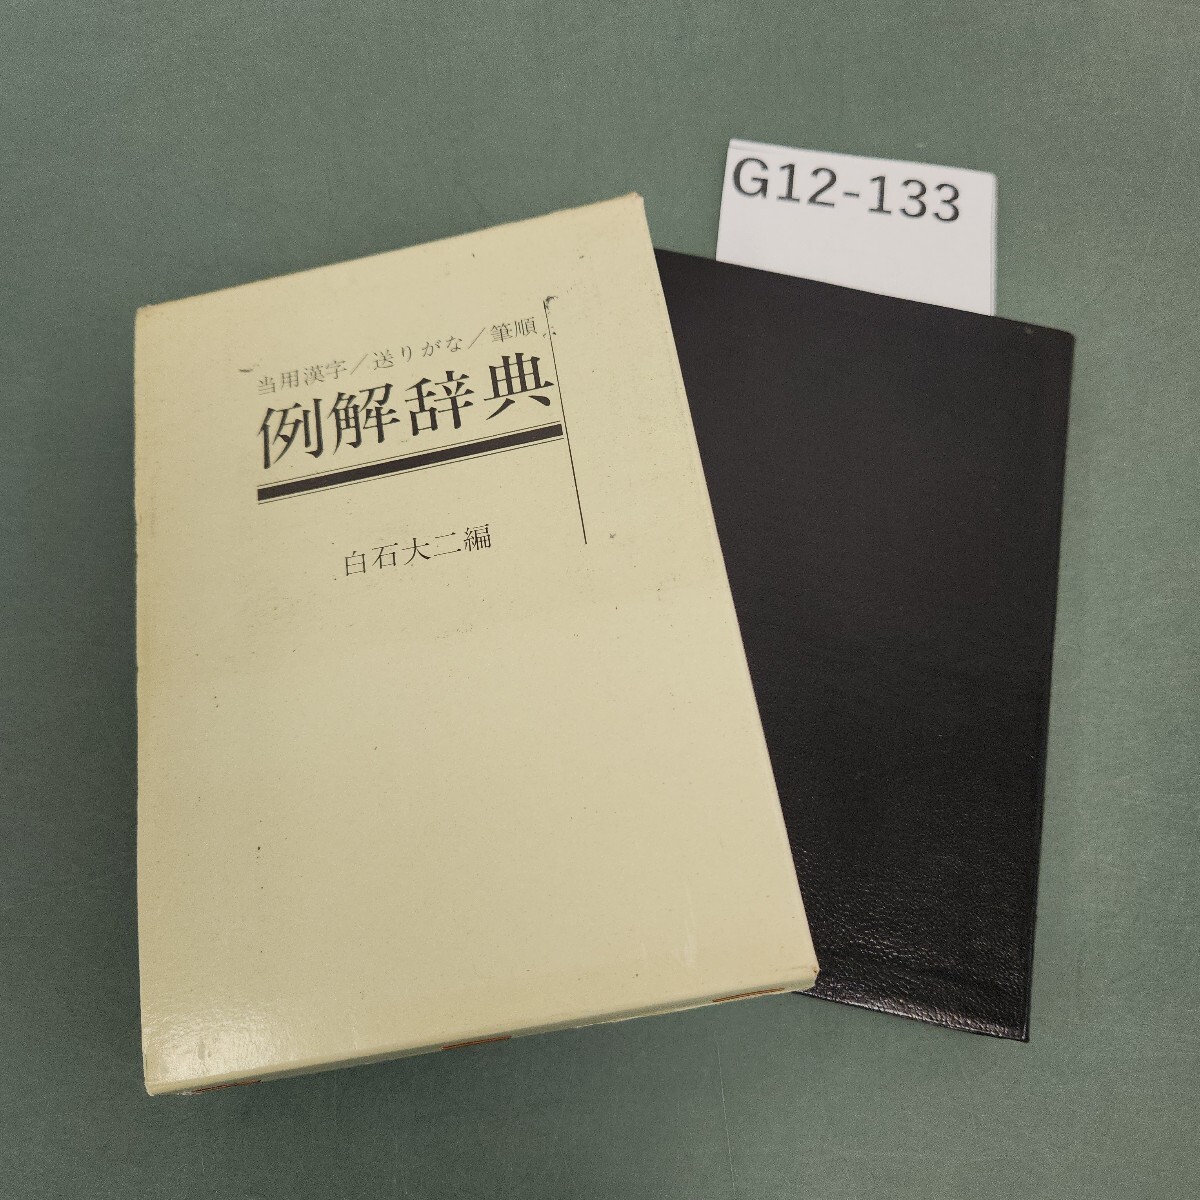 G12-133
当用漢字／送りがな／筆順
例解辞典
白石大二編